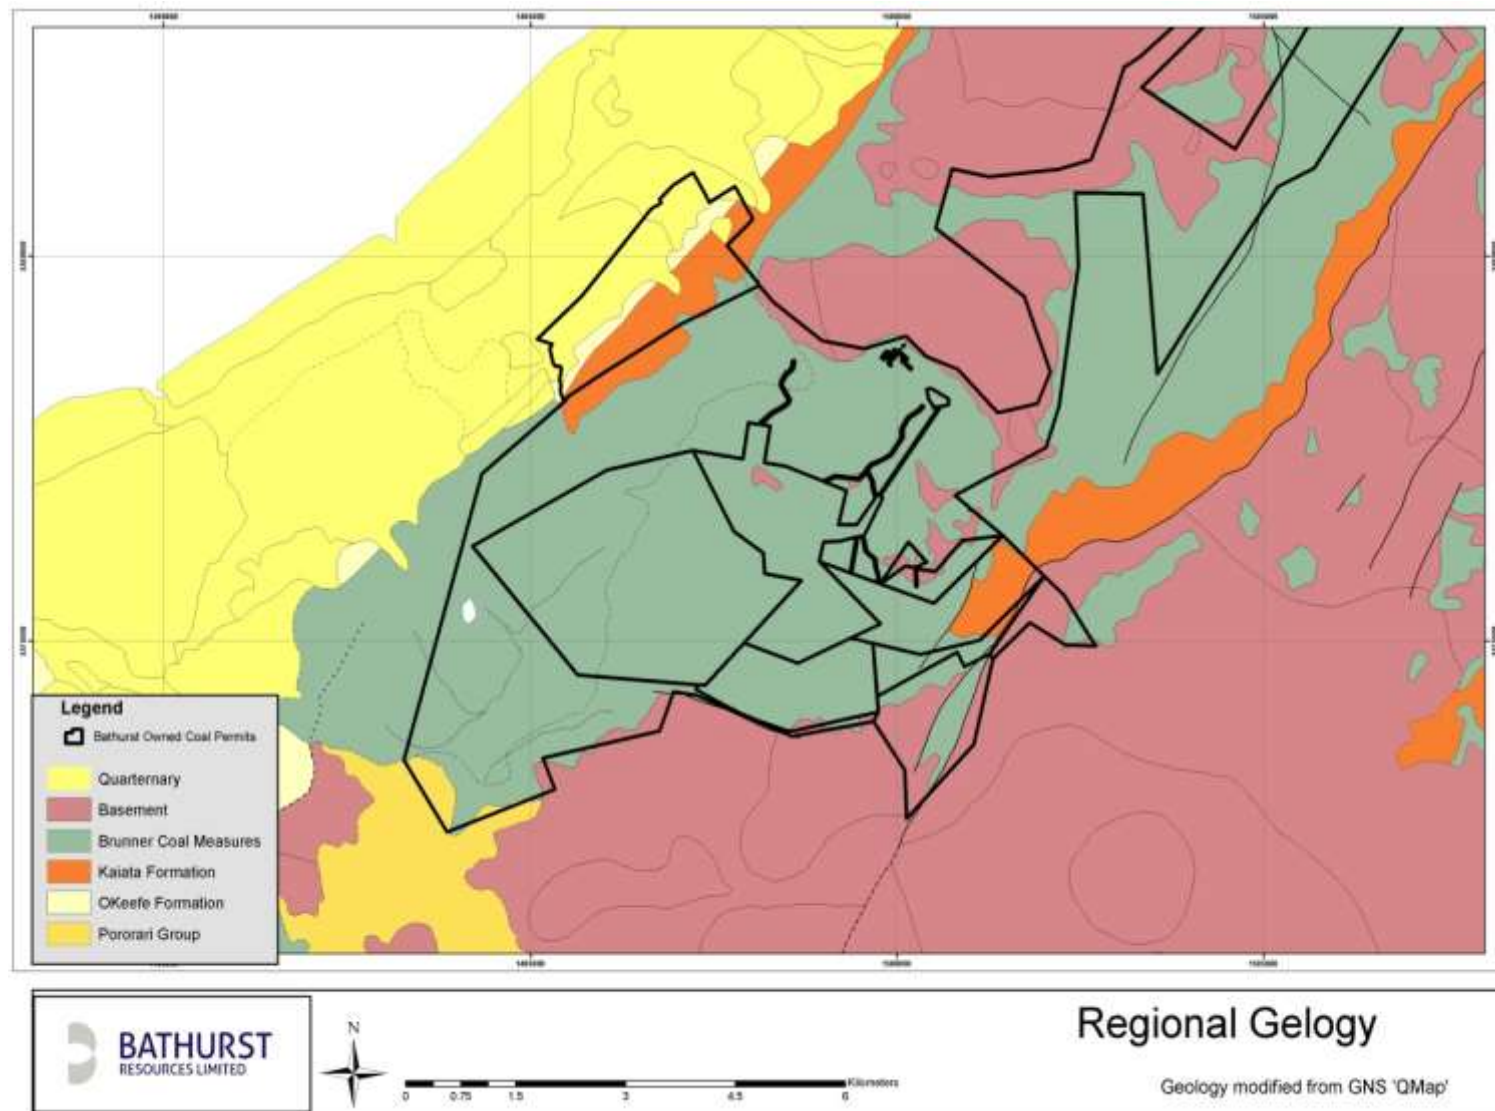 Legend
Bathurst Owned Coal Permits
Quarternary
Basement
Brunner Coal Measures
Kaiata Formation
OKeefe Formation
Pororari Group
BATHURST
RESOURCES LIMITED
N
Kilometers
0 0.75 1.5 3 4.5 6
Regional Gelogy
Geology modified from GNS 'QMap'